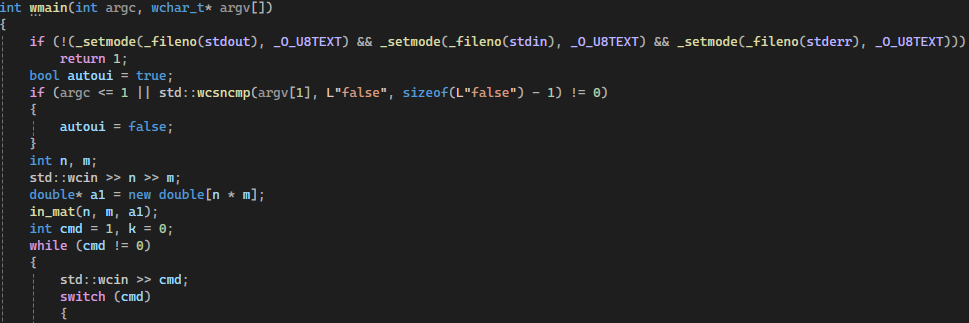 int wmain(int argc, wchar_t* argv[])
{
    if (!(_setmode(_fileno(stdout), _O_U8TEXT) && _setmode(_fileno(stdin), _O_U8TEXT) && _setmode(_fileno(stderr), _O_U8TEXT)))
        return 1;
    bool autoui = true;
    if (argc <= 1 || std::wcsncmp(argv[1], L"false", sizeof(L"false") - 1) != 0)
    {
        autoui = false;
    }
    int n, m;
    std::wcin >> n >> m;
    double* a1 = new double[n * m];
    in_mat(n, m, a1);
    int cmd = 1, k = 0;
    while (cmd != 0)
    {
        std::wcin >> cmd;
        switch (cmd)
        {